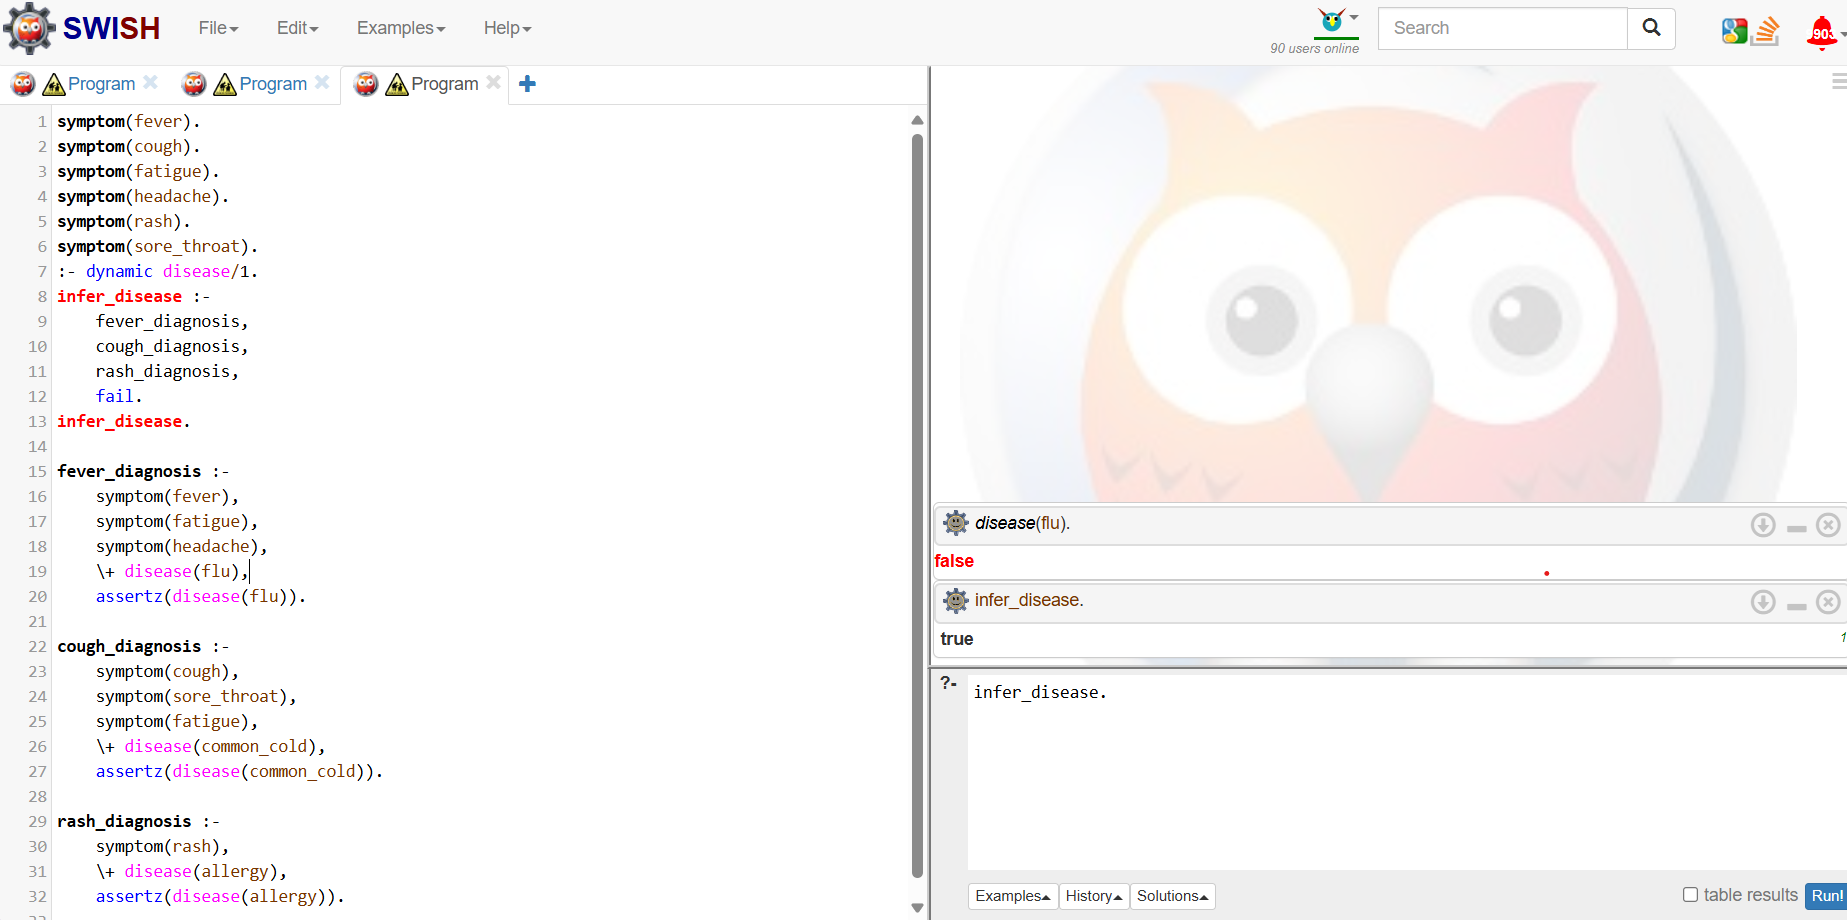 SWISH File Edit Examples Help 90 users online Search 903
Program Program Program
1 symptom(fever).
2 symptom(cough).
3 symptom(fatigue).
4 symptom(headache).
5 symptom(rash).
6 symptom(sore_throat).
7 :- dynamic disease/1.
8 infer_disease :-
9 fever_diagnosis,
10 cough_diagnosis,
11 rash_diagnosis,
12 fail.
13 infer_disease.
14
15 fever_diagnosis :-
16 symptom(fever),
17 symptom(fatigue),
18 symptom(headache),
19 \+ disease(flu),
20 assertz(disease(flu)).
21
22 cough_diagnosis :-
23 symptom(cough),
24 symptom(sore_throat),
25 symptom(fatigue),
26 \+ disease(common_cold),
27 assertz(disease(common_cold)).
28
29 rash_diagnosis :-
30 symptom(rash),
31 \+ disease(allergy),
32 assertz(disease(allergy)).
disease(flu).
false
infer_disease.
true 1
?- infer_disease.
Examples History Solutions table results Run!